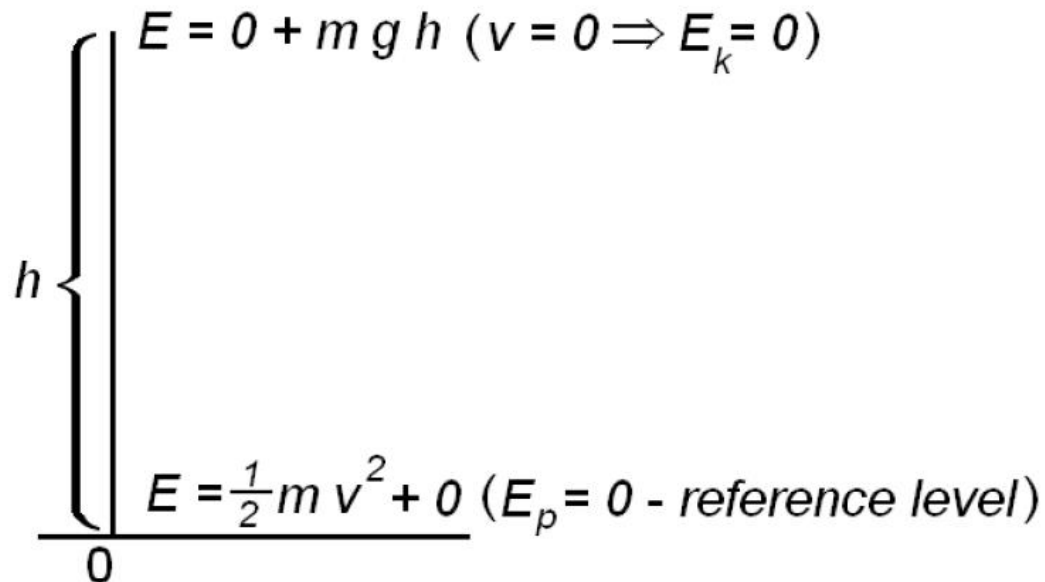 E = 0 + m g h (v = 0 ⇒ E_k = 0)
h
E = 1/2 m v² + 0 (E_p = 0 - reference level)
0